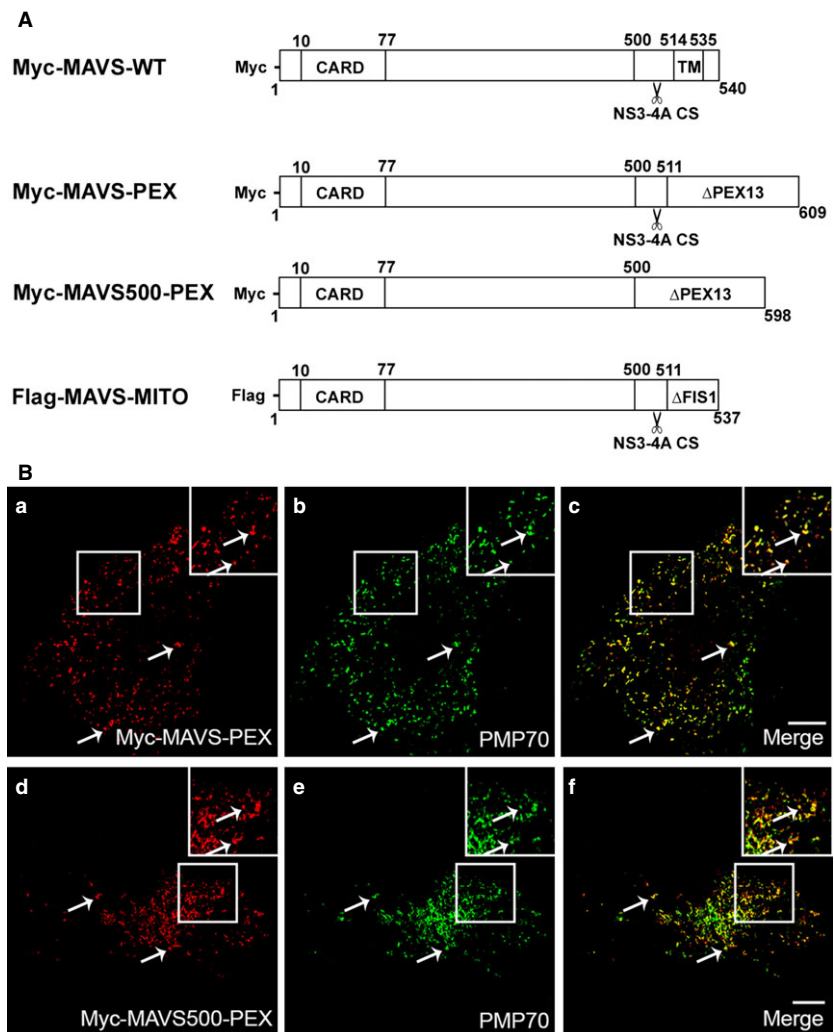 A
Myc-MAVS-WT
10 77 500 514 535
Myc CARD TM
1 540
NS3-4A CS
Myc-MAVS-PEX
10 77 500 511
Myc CARD ΔPEX13
1 609
NS3-4A CS
Myc-MAVS500-PEX
10 77 500
Myc CARD ΔPEX13
1 598
Flag-MAVS-MITO
10 77 500 511
Flag CARD ΔFIS1
1 537
NS3-4A CS
B
a b c
Myc-MAVS-PEX PMP70 Merge
d e f
Myc-MAVS500-PEX PMP70 Merge